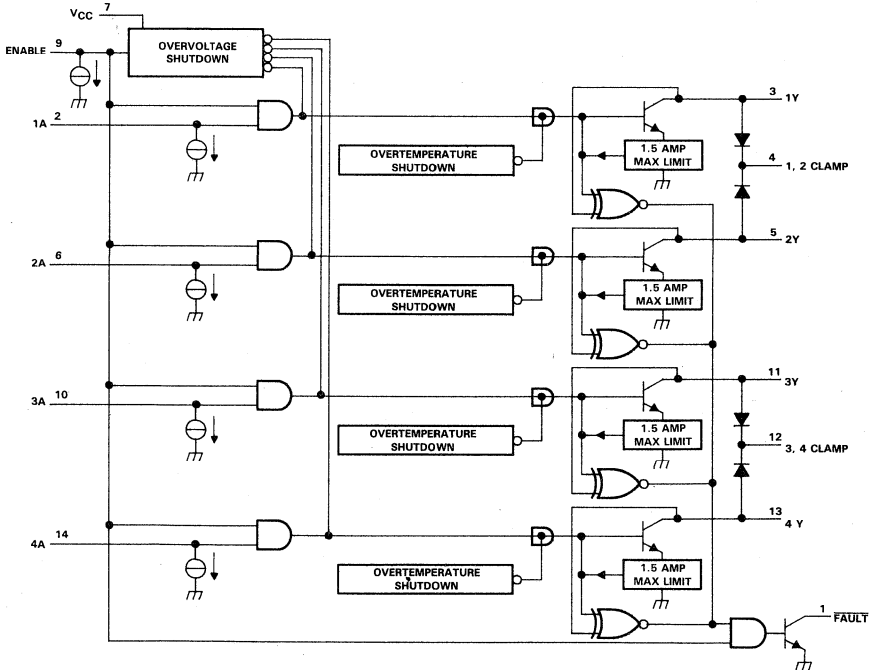 VCC 7
ENABLE 9
OVERVOLTAGE
SHUTDOWN
1A 2
OVERTEMPERATURE
SHUTDOWN
1.5 AMP
MAX LIMIT
3 1Y
4 1, 2 CLAMP
5 2Y
2A 6
OVERTEMPERATURE
SHUTDOWN
1.5 AMP
MAX LIMIT
3A 10
OVERTEMPERATURE
SHUTDOWN
1.5 AMP
MAX LIMIT
11 3Y
12 3, 4 CLAMP
13 4 Y
4A 14
OVERTEMPERATURE
SHUTDOWN
1.5 AMP
MAX LIMIT
1 FAULT